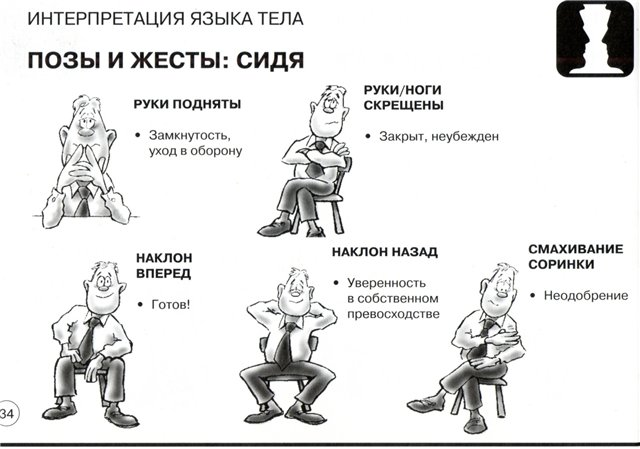 ИНТЕРПРЕТАЦИЯ ЯЗЫКА ТЕЛА
ПОЗЫ И ЖЕСТЫ: СИДЯ
РУКИ ПОДНЯТЫ
• Замкнутость,
уход в оборону
РУКИ/НОГИ
СКРЕЩЕНЫ
• Закрыт, неубежден
НАКЛОН
ВПЕРЕД
• Готов!
НАКЛОН НАЗАД
• Уверенность
в собственном
превосходстве
СМАХИВАНИЕ
СОРИНКИ
• Неодобрение
34